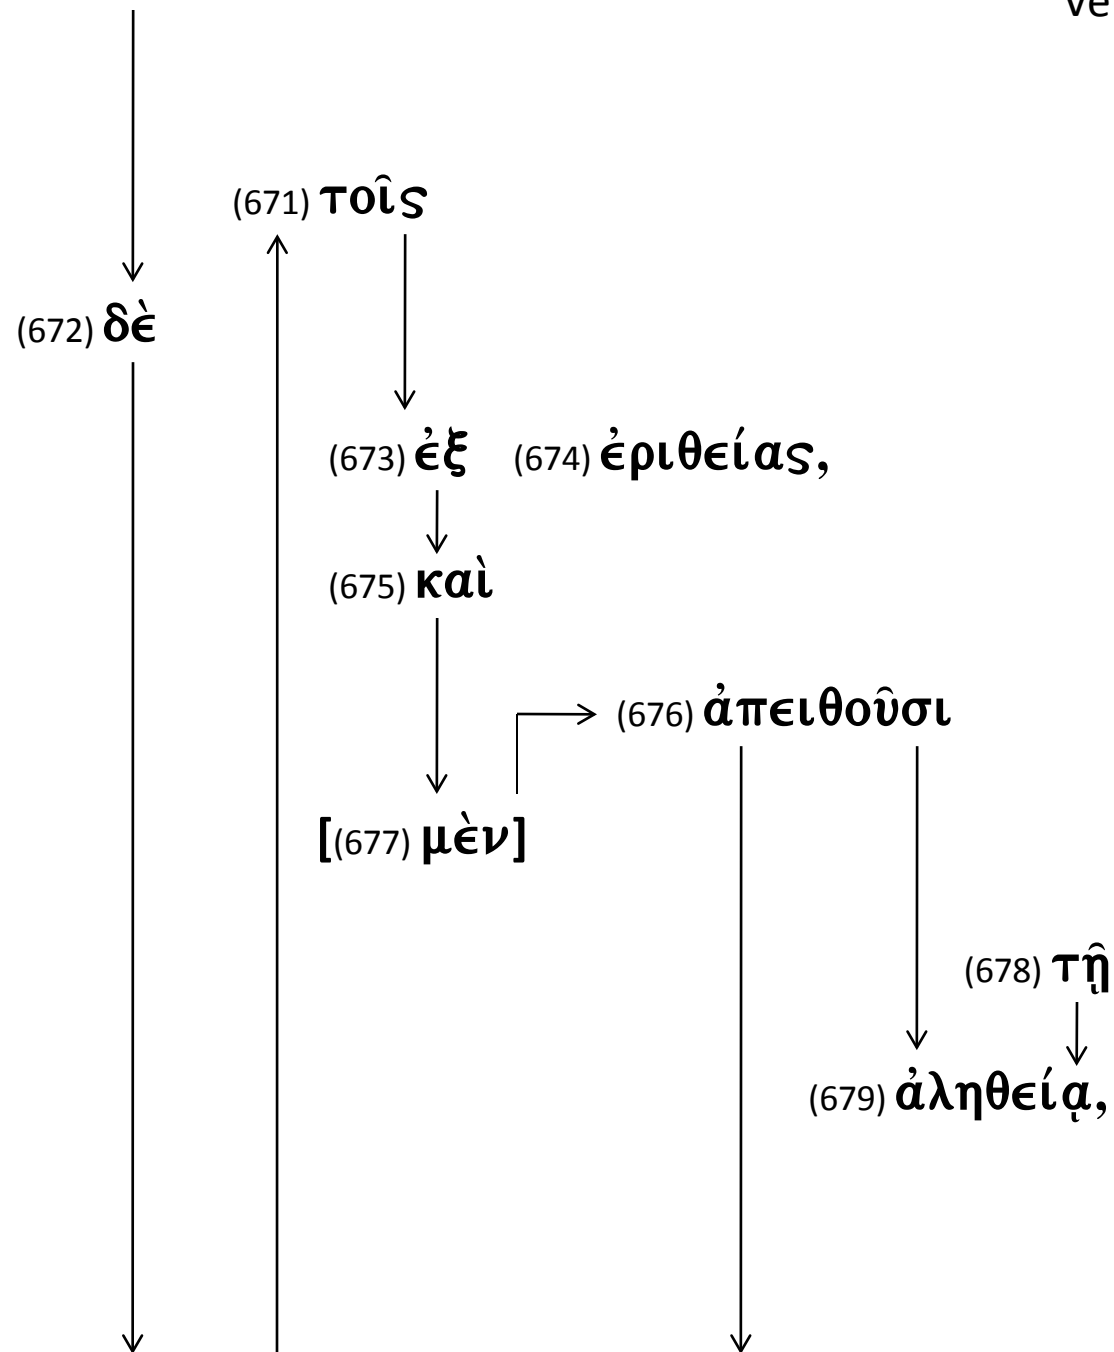 Ve
(671) τοῖς
(672) δὲ
(673) ἐξ (674) ἐριθείας,
(675) καὶ
(676) ἀπειθοῦσι
[(677) μὲν]
(678) τῇ
(679) ἀληθείᾳ,